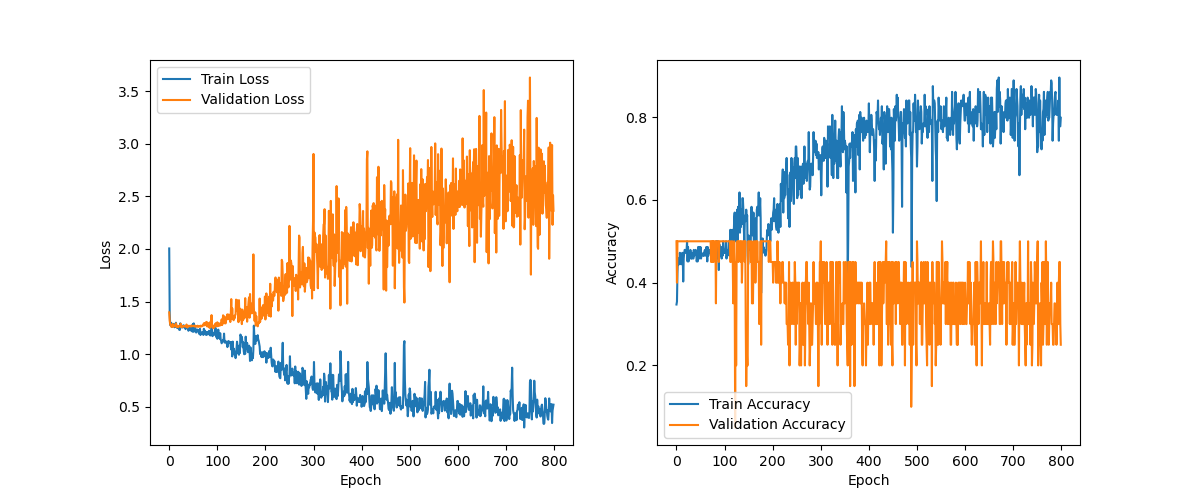 Train Loss
Validation Loss
3.5
3.0
2.5
2.0
1.5
1.0
0.5
Loss
0 100 200 300 400 500 600 700 800
Epoch
0.8
0.6
0.4
0.2
Accuracy
Train Accuracy
Validation Accuracy
0 100 200 300 400 500 600 700 800
Epoch